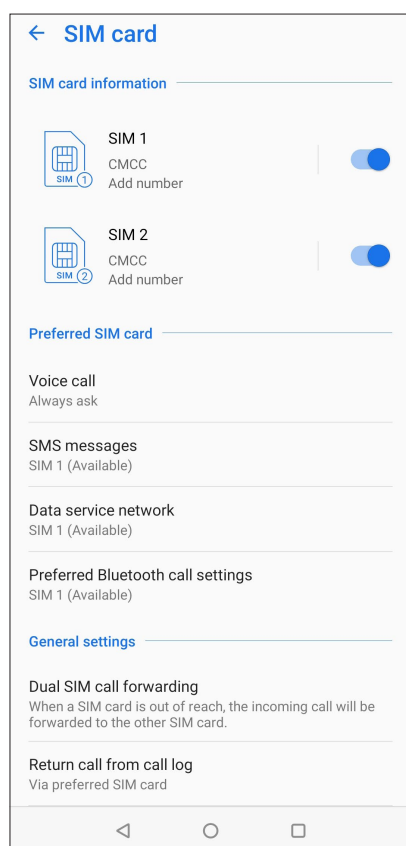 SIM card
SIM card information
SIM 1
CMCC
Add number
SIM 1
SIM 2
CMCC
Add number
SIM 2
Preferred SIM card
Voice call
Always ask
SMS messages
SIM 1 (Available)
Data service network
SIM 1 (Available)
Preferred Bluetooth call settings
SIM 1 (Available)
General settings
Dual SIM call forwarding
When a SIM card is out of reach, the incoming call will be
forwarded to the other SIM card.
Return call from call log
Via preferred SIM card